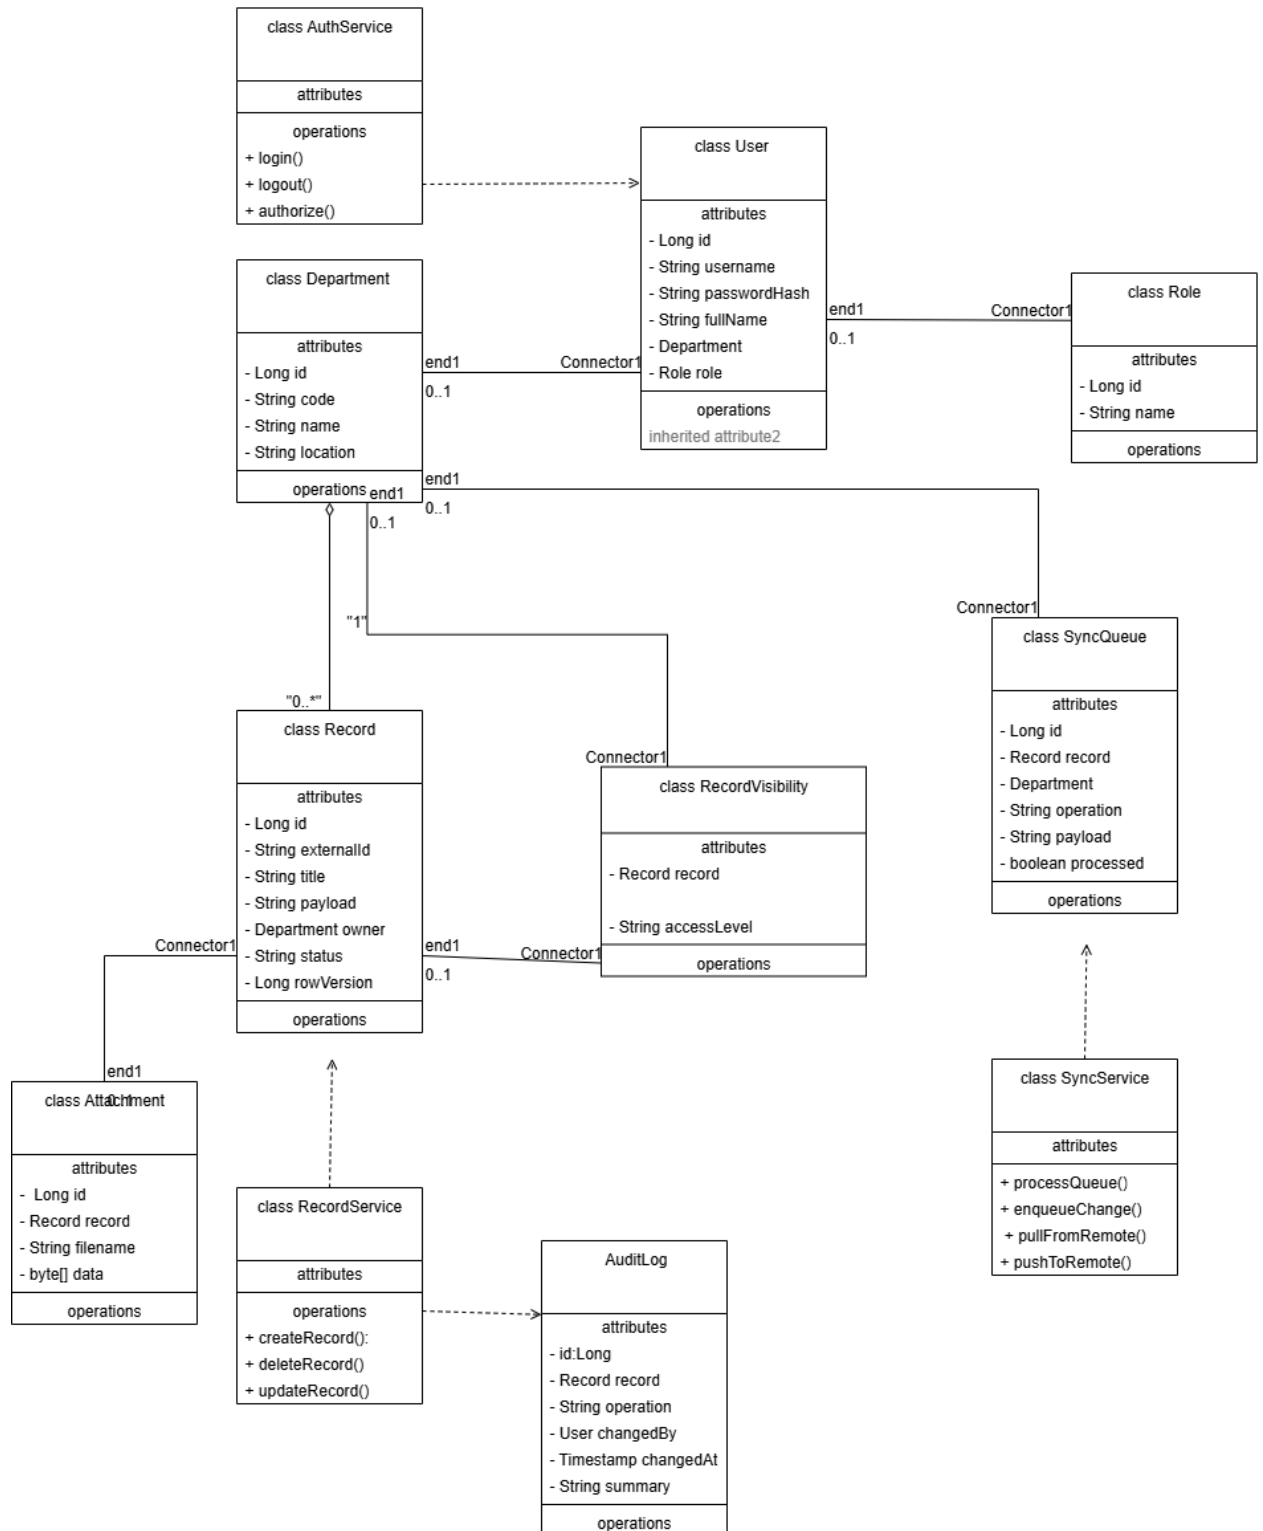 class AuthService
attributes
operations
+ login()
+ logout()
+ authorize()
class User
attributes
- Long id
- String username
- String passwordHash
- String fullName
- Department
- Role role
operations
inherited attribute2
class Department
attributes
- Long id
- String code
- String name
- String location
operations
end1
0..1
Connector1
end1
0..1
Connector1
class Role
attributes
- Long id
- String name
operations
end1
0..1
end1
0..1
"1"
"0..*"
Connector1
Connector1
class Record
attributes
- Long id
- String externalId
- String title
- String payload
- Department owner
- String status
- Long rowVersion
operations
class RecordVisibility
attributes
- Record record
- String accessLevel
operations
class SyncQueue
attributes
- Long id
- Record record
- Department
- String operation
- String payload
- boolean processed
operations
Connector1
end1
0..1
Connector1
end1
0..1
class Attachment
attributes
- Long id
- Record record
- String filename
- byte[] data
operations
class RecordService
attributes
operations
+ createRecord():
+ deleteRecord()
+ updateRecord()
AuditLog
attributes
- id:Long
- Record record
- String operation
- User changedBy
- Timestamp changedAt
- String summary
operations
class SyncService
attributes
+ processQueue()
+ enqueueChange()
+ pullFromRemote()
+ pushToRemote()